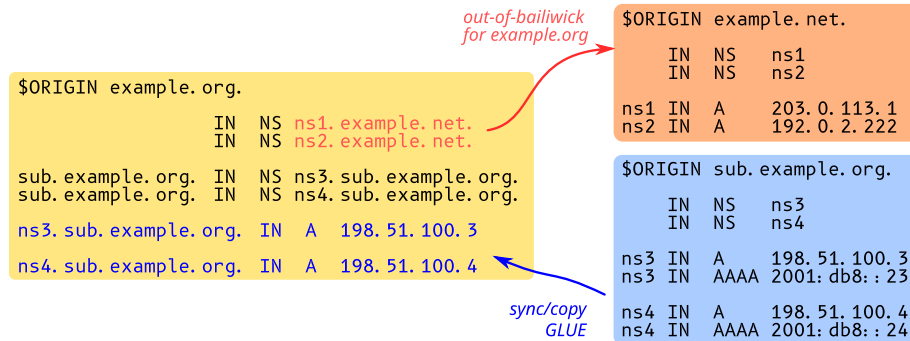 out-of-bailiwick
for example.org
$ORIGIN example.org.
IN NS ns1.example.net.
IN NS ns2.example.net.
sub.example.org. IN NS ns3.sub.example.org.
sub.example.org. IN NS ns4.sub.example.org.
ns3.sub.example.org. IN A 198.51.100.3
ns4.sub.example.org. IN A 198.51.100.4
sync/copy
GLUE
$ORIGIN example.net.
IN NS ns1
IN NS ns2
ns1 IN A 203.0.113.1
ns2 IN A 192.0.2.222
$ORIGIN sub.example.org.
IN NS ns3
IN NS ns4
ns3 IN A 198.51.100.3
ns3 IN AAAA 2001:db8::23
ns4 IN A 198.51.100.4
ns4 IN AAAA 2001:db8::24